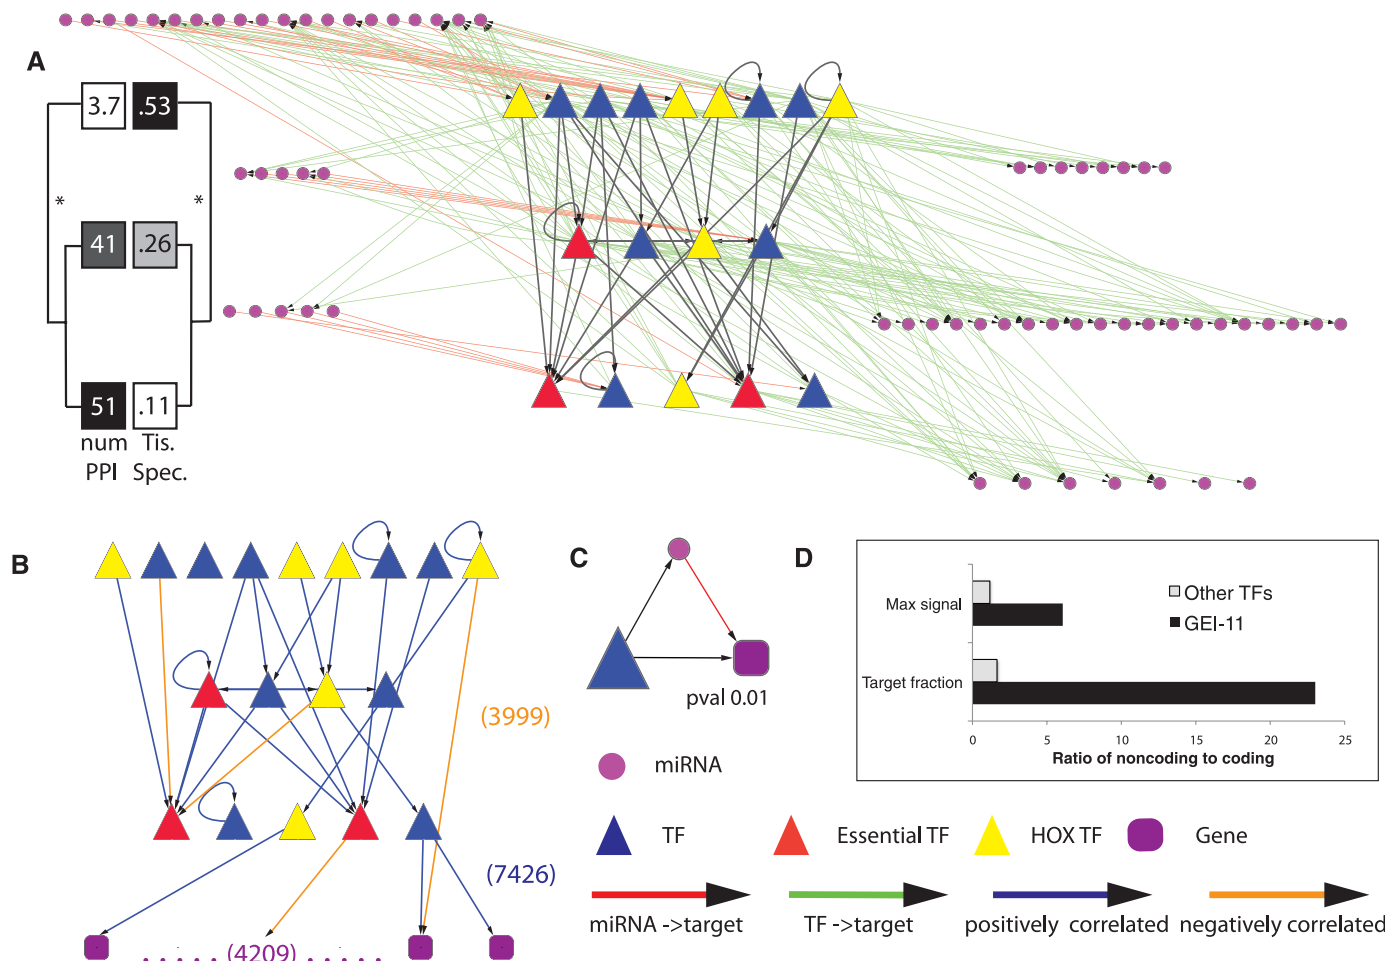 A
3.7 .53
* *
41 .26
51 .11
num Tis.
PPI Spec.
B
(3999)
(7426)
(4209)
C
pval 0.01
D
Other TFs
GEI-11
Max signal
Target fraction
0 5 10 15 20 25
Ratio of noncoding to coding
miRNA
TF Essential TF HOX TF Gene
miRNA ->target TF ->target positively correlated negatively correlated